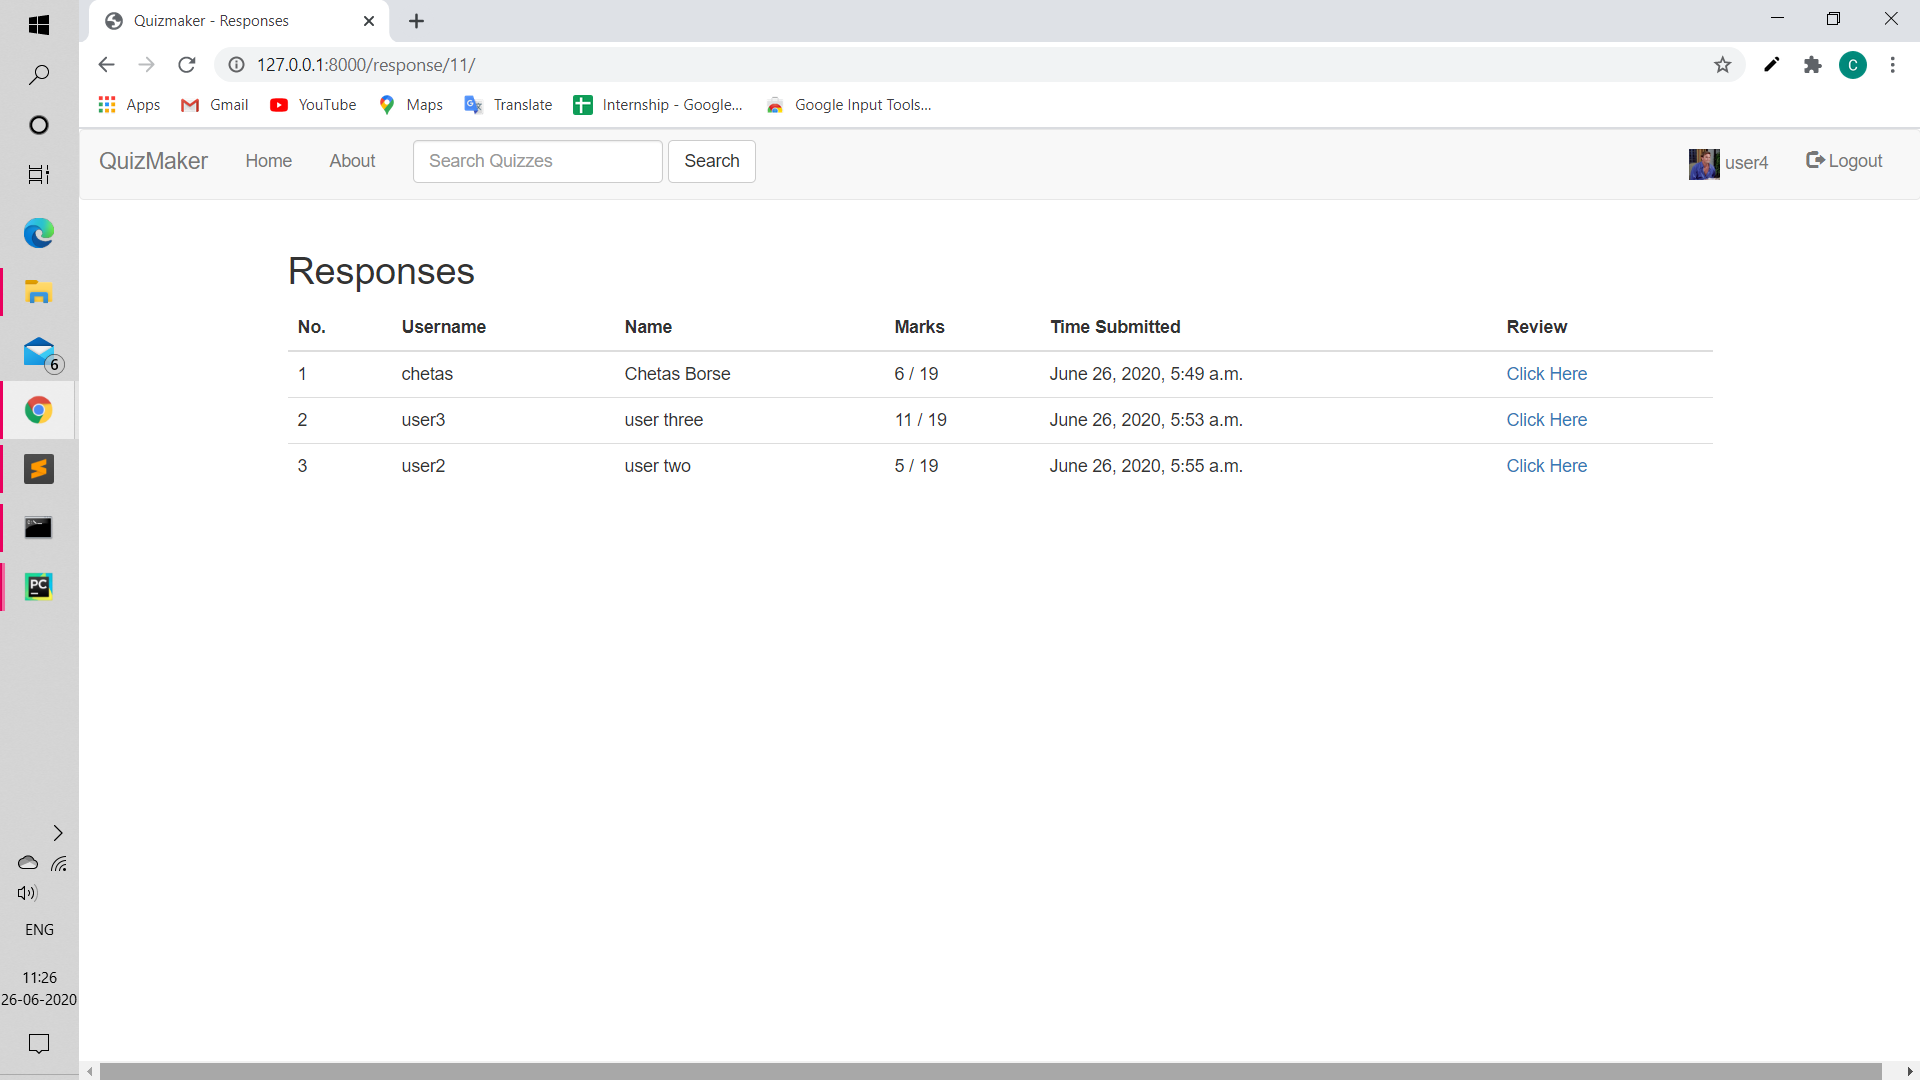 Quizmaker - Responses
127.0.0.1:8000/response/11/
C
Apps Gmail YouTube Maps Translate Internship - Google... Google Input Tools...
QuizMaker Home About Search Quizzes Search user4 Logout
Responses
No. Username Name Marks Time Submitted Review
1 chetas Chetas Borse 6 / 19 June 26, 2020, 5:49 a.m. Click Here
2 user3 user three 11 / 19 June 26, 2020, 5:53 a.m. Click Here
3 user2 user two 5 / 19 June 26, 2020, 5:55 a.m. Click Here
6
PC
ENG
11:26
26-06-2020